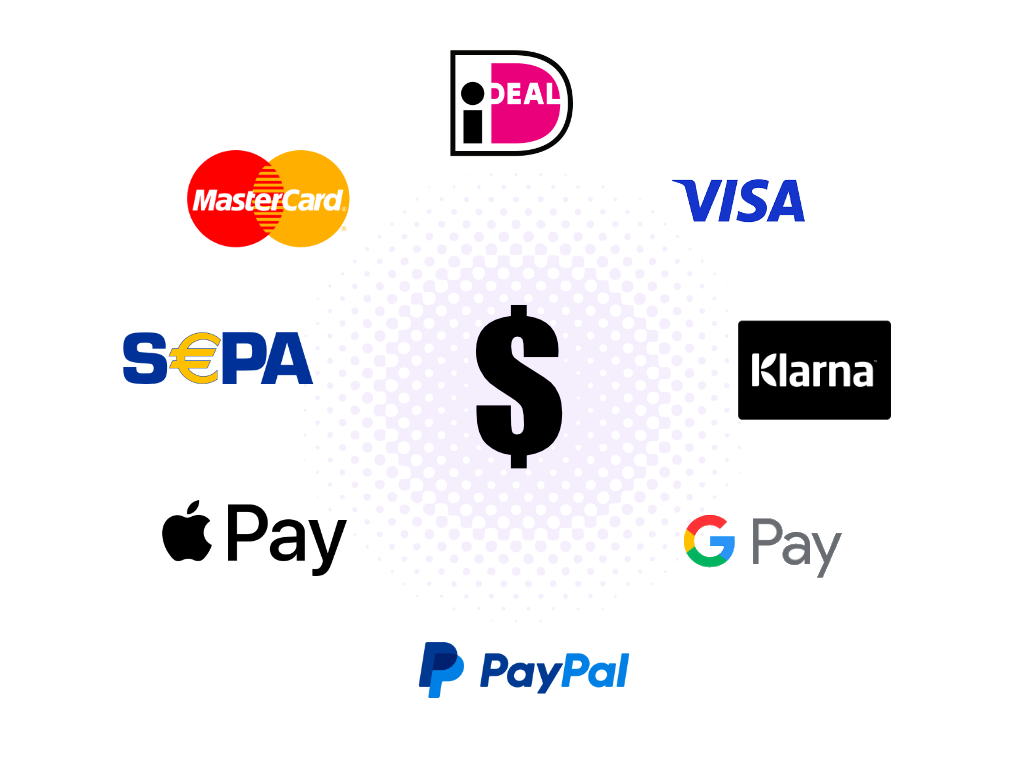 iDEAL
MasterCard
VISA
S€PA
$
Klarna
Pay
G Pay
PayPal